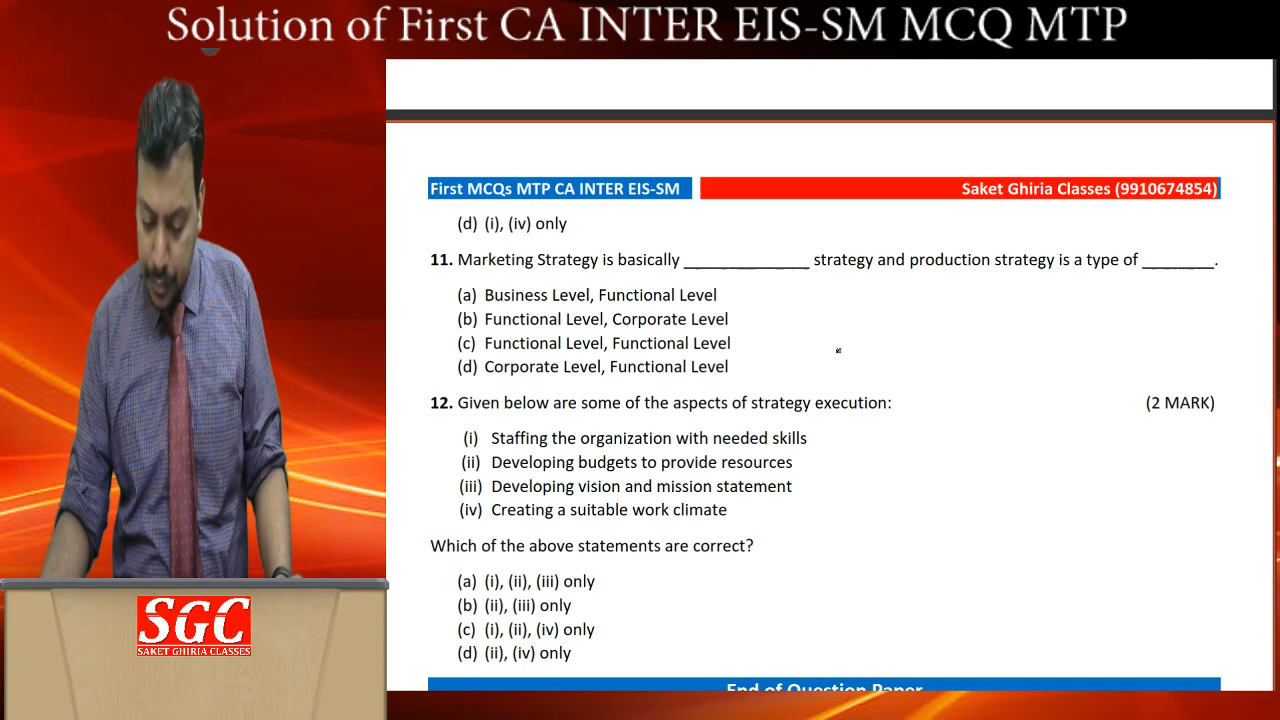 Solution of First CA INTER EIS-SM MCQ MTP
First MCQs MTP CA INTER EIS-SM
Saket Ghiria Classes (9910674854)
(d) (i), (iv) only
11. Marketing Strategy is basically ______________ strategy and production strategy is a type of ________.
(a) Business Level, Functional Level
(b) Functional Level, Corporate Level
(c) Functional Level, Functional Level
(d) Corporate Level, Functional Level
12. Given below are some of the aspects of strategy execution: (2 MARK)
(i) Staffing the organization with needed skills
(ii) Developing budgets to provide resources
(iii) Developing vision and mission statement
(iv) Creating a suitable work climate
Which of the above statements are correct?
(a) (i), (ii), (iii) only
(b) (ii), (iii) only
(c) (i), (ii), (iv) only
(d) (ii), (iv) only
End of Question Paper
SGC
SAKET GHIRIA CLASSES